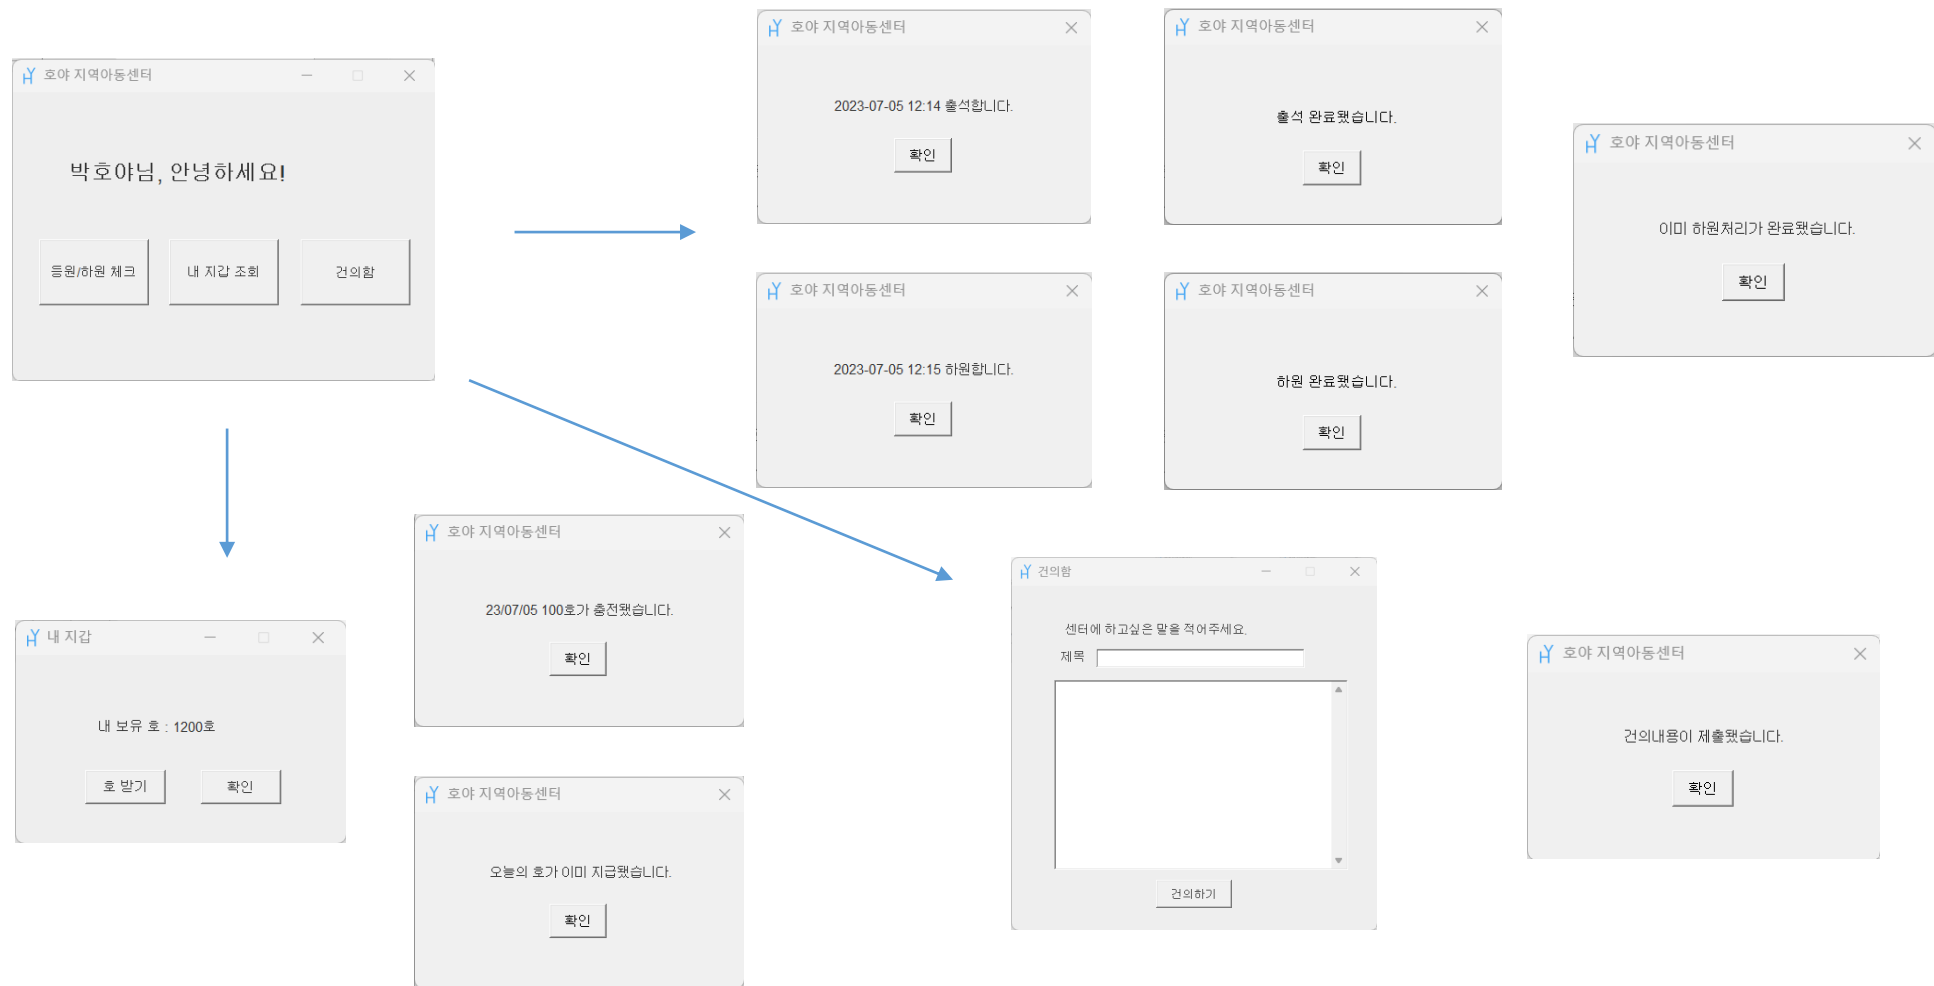 호야 지역아동센터
박호야님, 안녕하세요!
등원/하원 체크
내 지갑 조회
건의함
호야 지역아동센터
2023-07-05 12:14 출석합니다.
확인
호야 지역아동센터
출석 완료됐습니다.
확인
호야 지역아동센터
이미 하원처리가 완료됐습니다.
확인
호야 지역아동센터
2023-07-05 12:15 하원합니다.
확인
호야 지역아동센터
하원 완료됐습니다.
확인
내 지갑
내 보유 호 : 1200호
호 받기
확인
호야 지역아동센터
23/07/05 100호가 충전됐습니다.
확인
호야 지역아동센터
오늘의 호가 이미 지급됐습니다.
확인
건의함
센터에 하고싶은 말을 적어주세요.
제목
건의하기
호야 지역아동센터
건의내용이 제출됐습니다.
확인